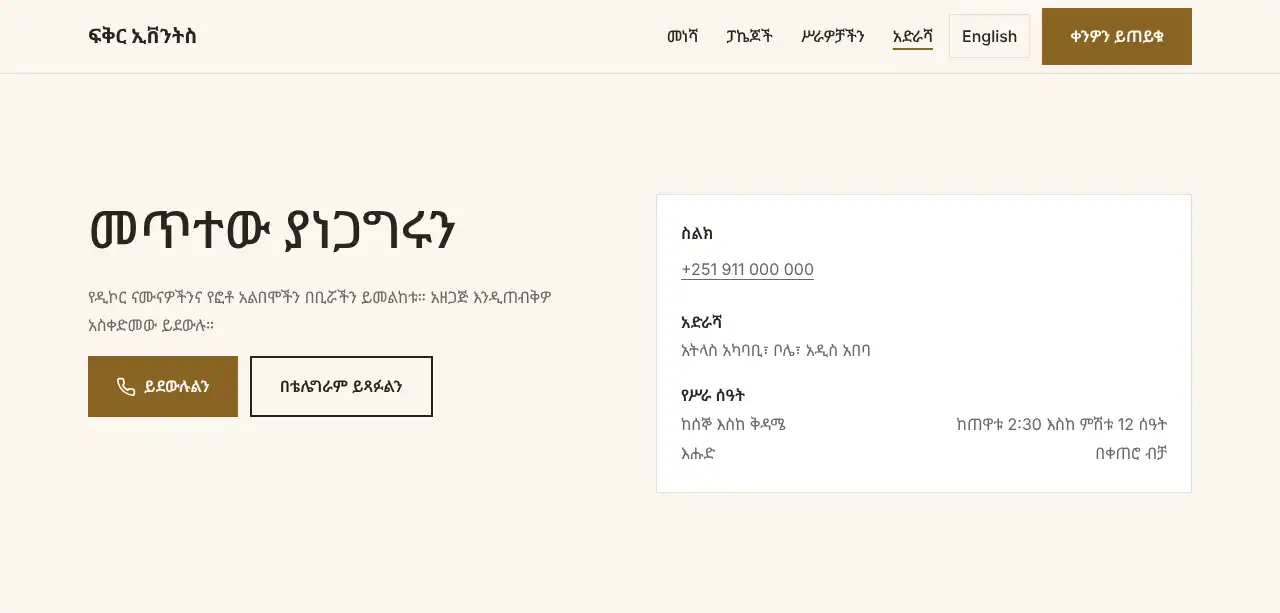 ፍቅር ኢቨንትስ
መነሻ
ፓኬጆች
ሥራዎቻችን
አድራሻ
English
ቀንዎን ይጠይቁ
መጥተው ያነጋግሩን
የዲኮር ናሙናዎችንና የፎቶ አልበሞችን በቢሯችን ይመልከቱ። አዘጋጅ እንዲጠብቅዎ
አስቀድመው ይደውሉ።
ይደውሉልን
በቴሌግራም ይጻፉልን
ስልክ
+251 911 000 000
አድራሻ
አትላስ አካባቢ፣ ቦሌ፣ አዲስ አበባ
የሥራ ሰዓት
ከሰኞ እስከ ቅዳሜ ከጠዋቱ 2:30 እስከ ምሽቱ 12 ሰዓት
እሑድ በቀጠሮ ብቻ